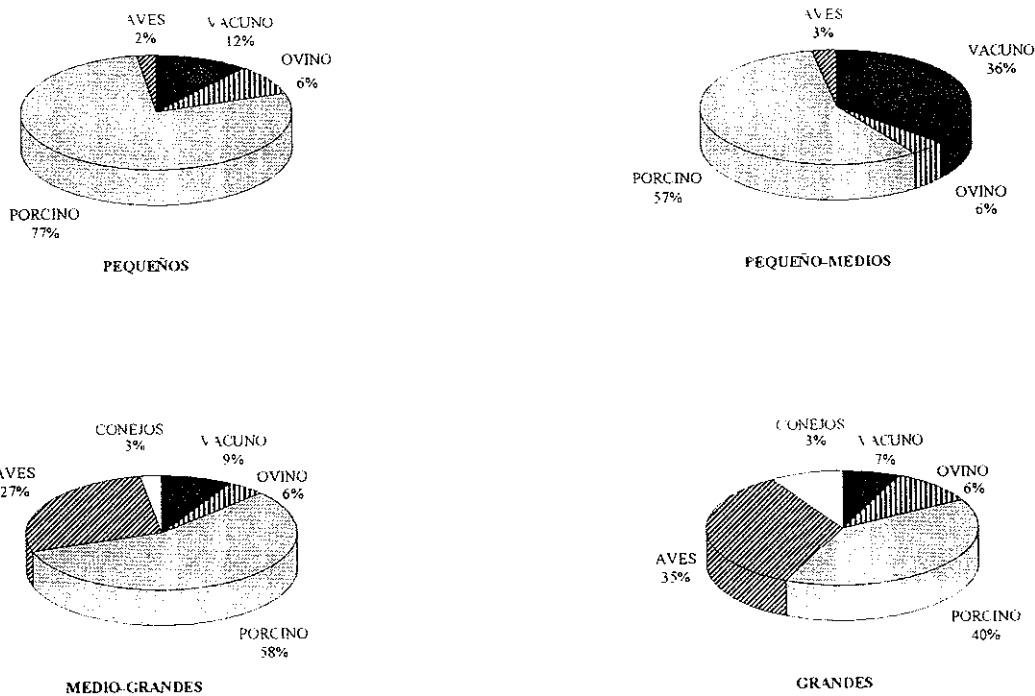 AVES
2%
VACUNO
12%
OVINO
6%
PORCINO
77%
PEQUEÑOS
AVES
3%
VACUNO
36%
OVINO
6%
PORCINO
57%
PEQUEÑO-MEDIOS
CONEJOS
3%
VACUNO
9%
OVINO
6%
AVES
27%
PORCINO
58%
MEDIO-GRANDES
CONEJOS
3%
VACUNO
7%
OVINO
6%
AVES
35%
PORCINO
40%
GRANDES